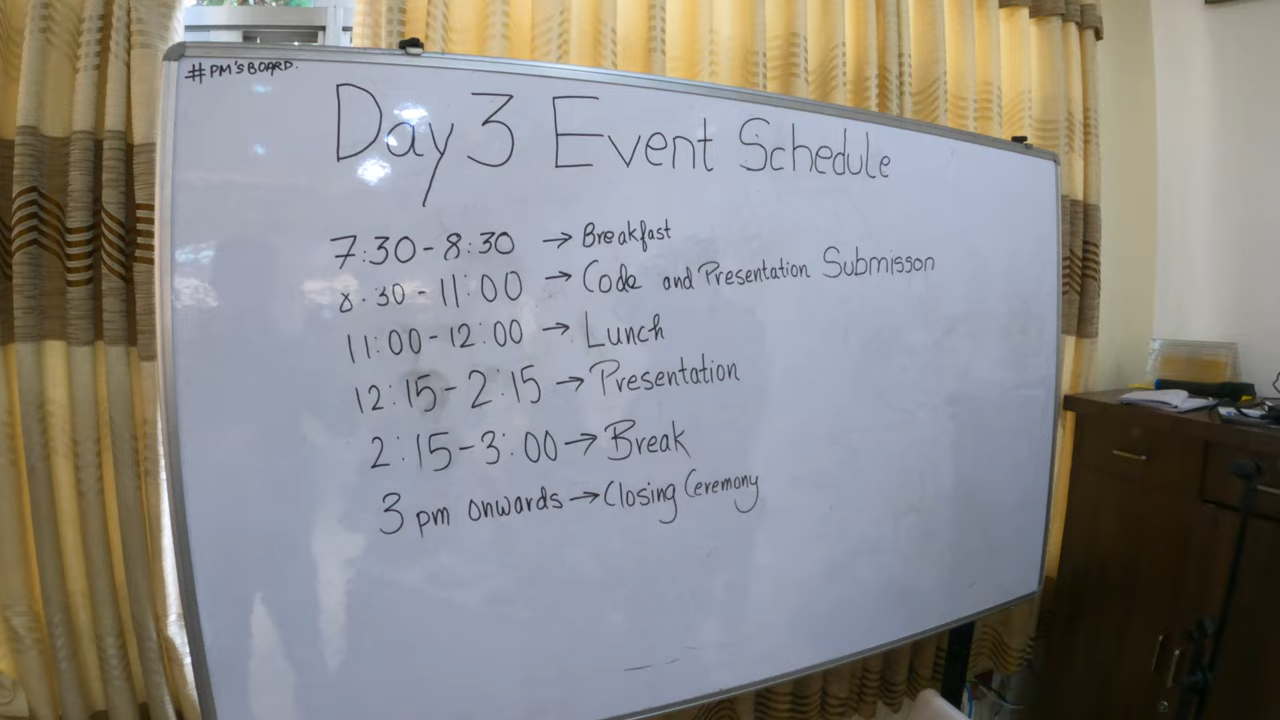 #PM'S BOARD.
Day 3 Event Schedule
7:30-8:30 → Breakfast
8:30-11:00 → Code and Presentation Submisson
11:00-12:00 → Lunch
12:15-2:15 → Presentation
2:15-3:00 → Break
3 pm onwards → Closing Ceremony